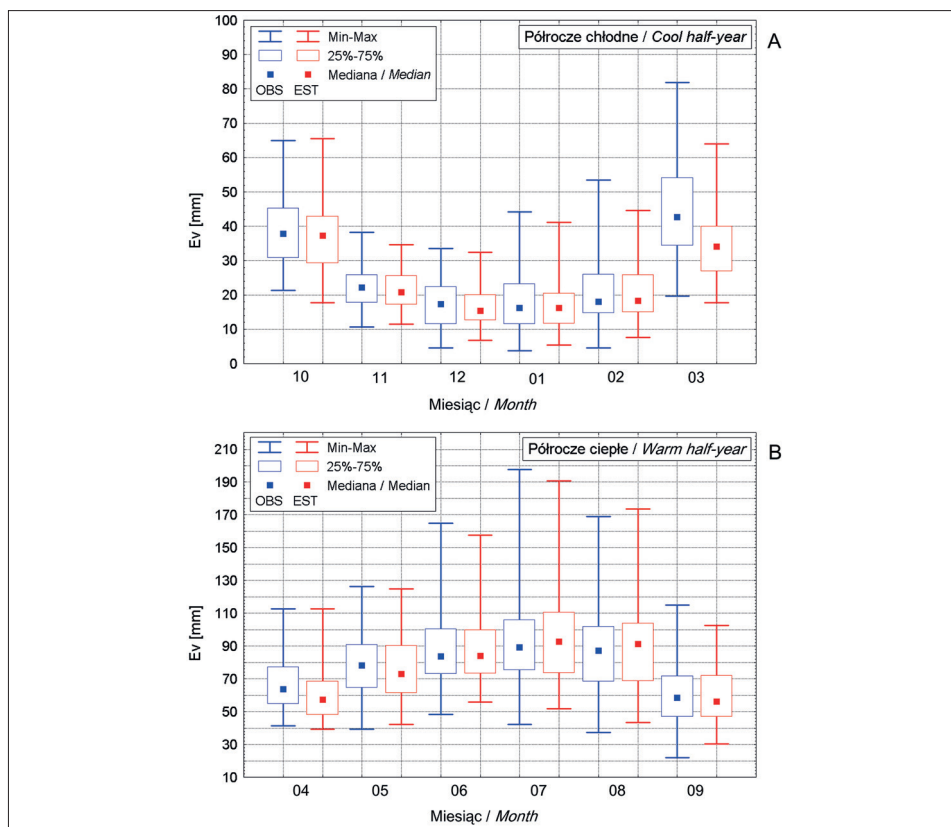 100
90
80
70
60
50
40
30
20
10
0
Ev [mm]
Min-Max
25%-75%
Mediana / Median
OBS EST
Półrocze chłodne / Cool half-year
A
10 11 12 01 02 03
Miesiąc / Month
210
190
170
150
130
110
90
70
50
30
10
Ev [mm]
Min-Max
25%-75%
Mediana / Median
OBS EST
Półrocze ciepłe / Warm half-year
B
04 05 06 07 08 09
Miesiąc / Month